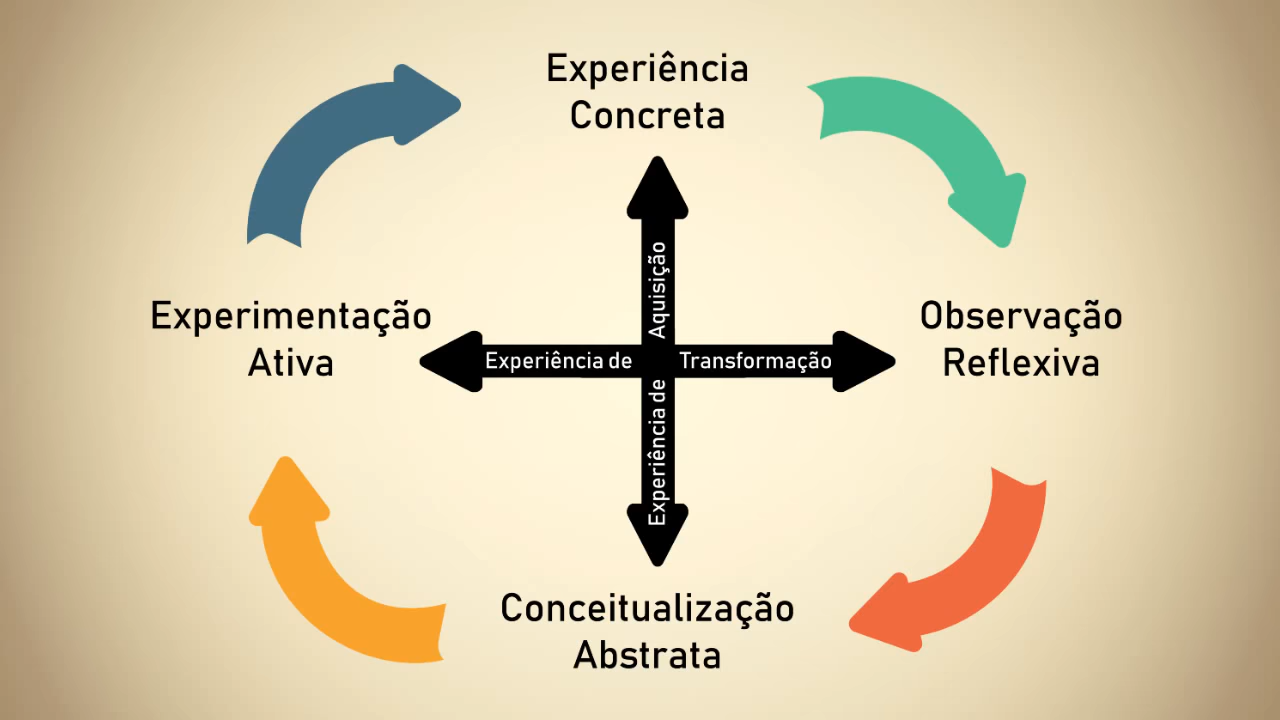 Experiência
Concreta
Experimentação
Ativa
Experiência de Transformação
Experiência de Aquisição
Observação
Reflexiva
Conceitualização
Abstrata